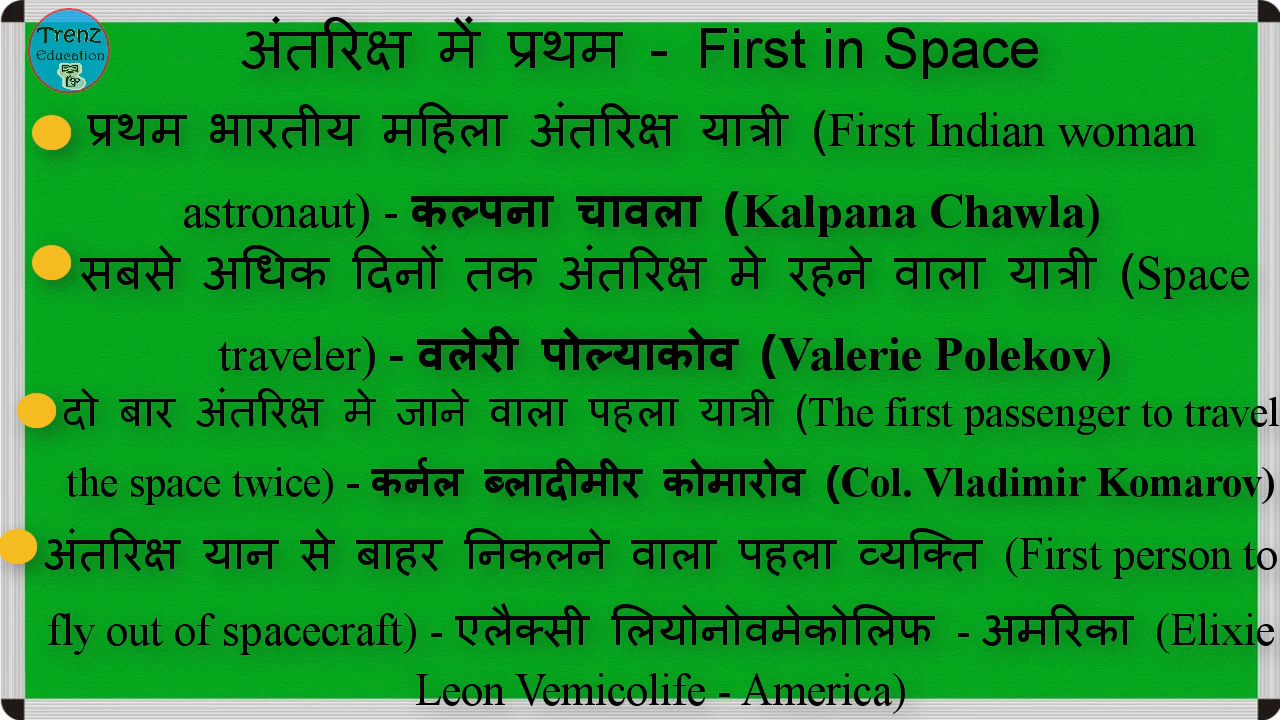 TrenZ
Education
अंतरिक्ष में प्रथम - First in Space
प्रथम भारतीय महिला अंतरिक्ष यात्री (First Indian woman
astronaut) - कल्पना चावला (Kalpana Chawla)
सबसे अधिक दिनों तक अंतरिक्ष मे रहने वाला यात्री (Space
traveler) - वलेरी पोल्याकोव (Valerie Polekov)
दो बार अंतरिक्ष मे जाने वाला पहला यात्री (The first passenger to travel
the space twice) - कर्नल ब्लादीमीर कोमारोव (Col. Vladimir Komarov)
अंतरिक्ष यान से बाहर निकलने वाला पहला व्यक्ति (First person to
fly out of spacecraft) - एलैक्सी लियोनोवमेकोलिफ - अमरिका (Elixie
Leon Vemicolife - America)